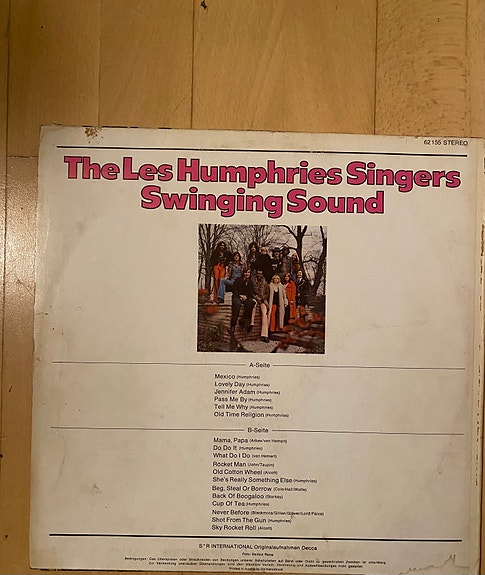 62 155 STEREO
The Les Humphries Singers
Swinging Sound
A-Seite
Mexico (Humphries)
Lovely Day (Humphries)
Jennifer Adam (Humphries)
Pass Me By (Humphries)
Tell Me Why (Humphries)
Old Time Religion (Humphries)
B-Seite
Mama, Papa (Arbex/van Hemert)
Do Do It (Humphries)
What Do I Do (van Hemert)
Rocket Man (John/Taupin)
Old Cotton Wheel (Alcott)
She's Really Something Else (Humphries)
Beg, Steal Or Borrow (Cole/Hall/Wolfe)
Back Of Boogaloo (Starkey)
Cup Of Tea (Humphries)
Never Before (Blackmore/Gillan/Glover/Lord/Paice)
Shot From The Gun (Humphries)
Sky Rocket Roll (Alcott)
S*R INTERNATIONAL Originalaufnahmen Decca